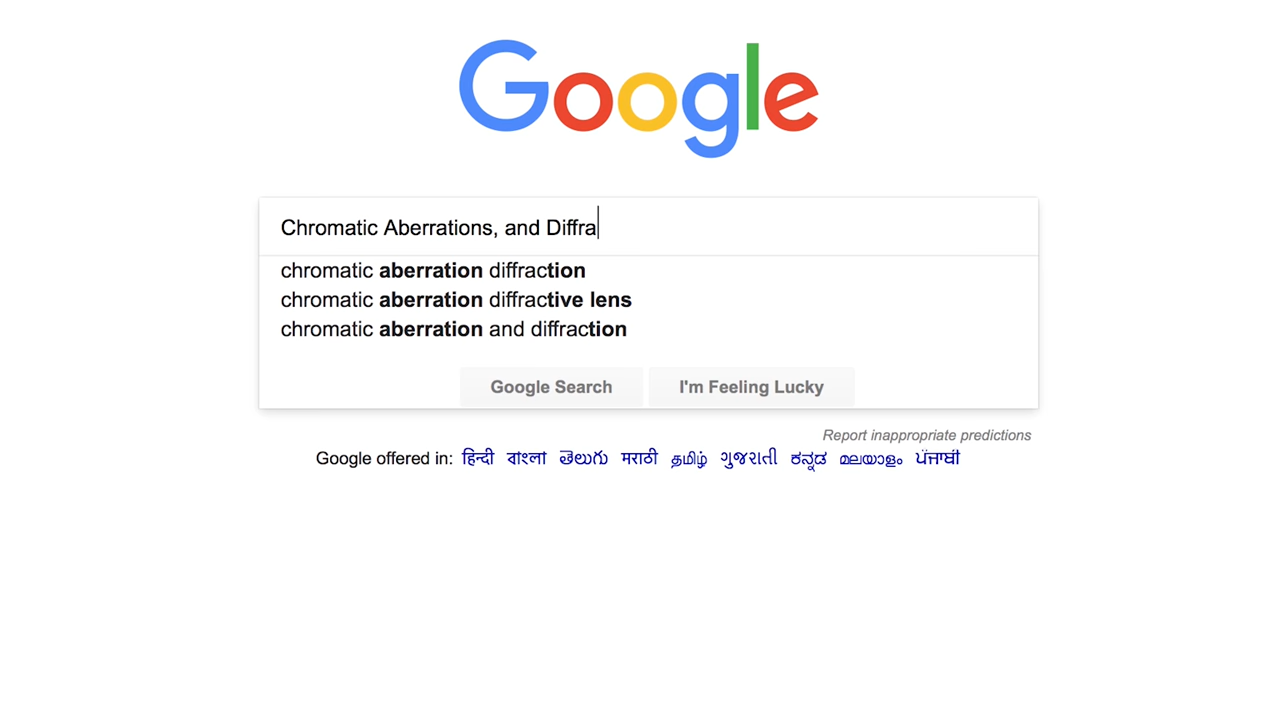 Google
Chromatic Aberrations, and Diffra
chromatic aberration diffraction
chromatic aberration diffractive lens
chromatic aberration and diffraction
Google Search I'm Feeling Lucky
Report inappropriate predictions
Google offered in: हिन्दी বাংলা తెలుగు मराठी தமிழ் ગુજરાતી ಕನ್ನಡ മലയാളം ਪੰਜਾਬੀ